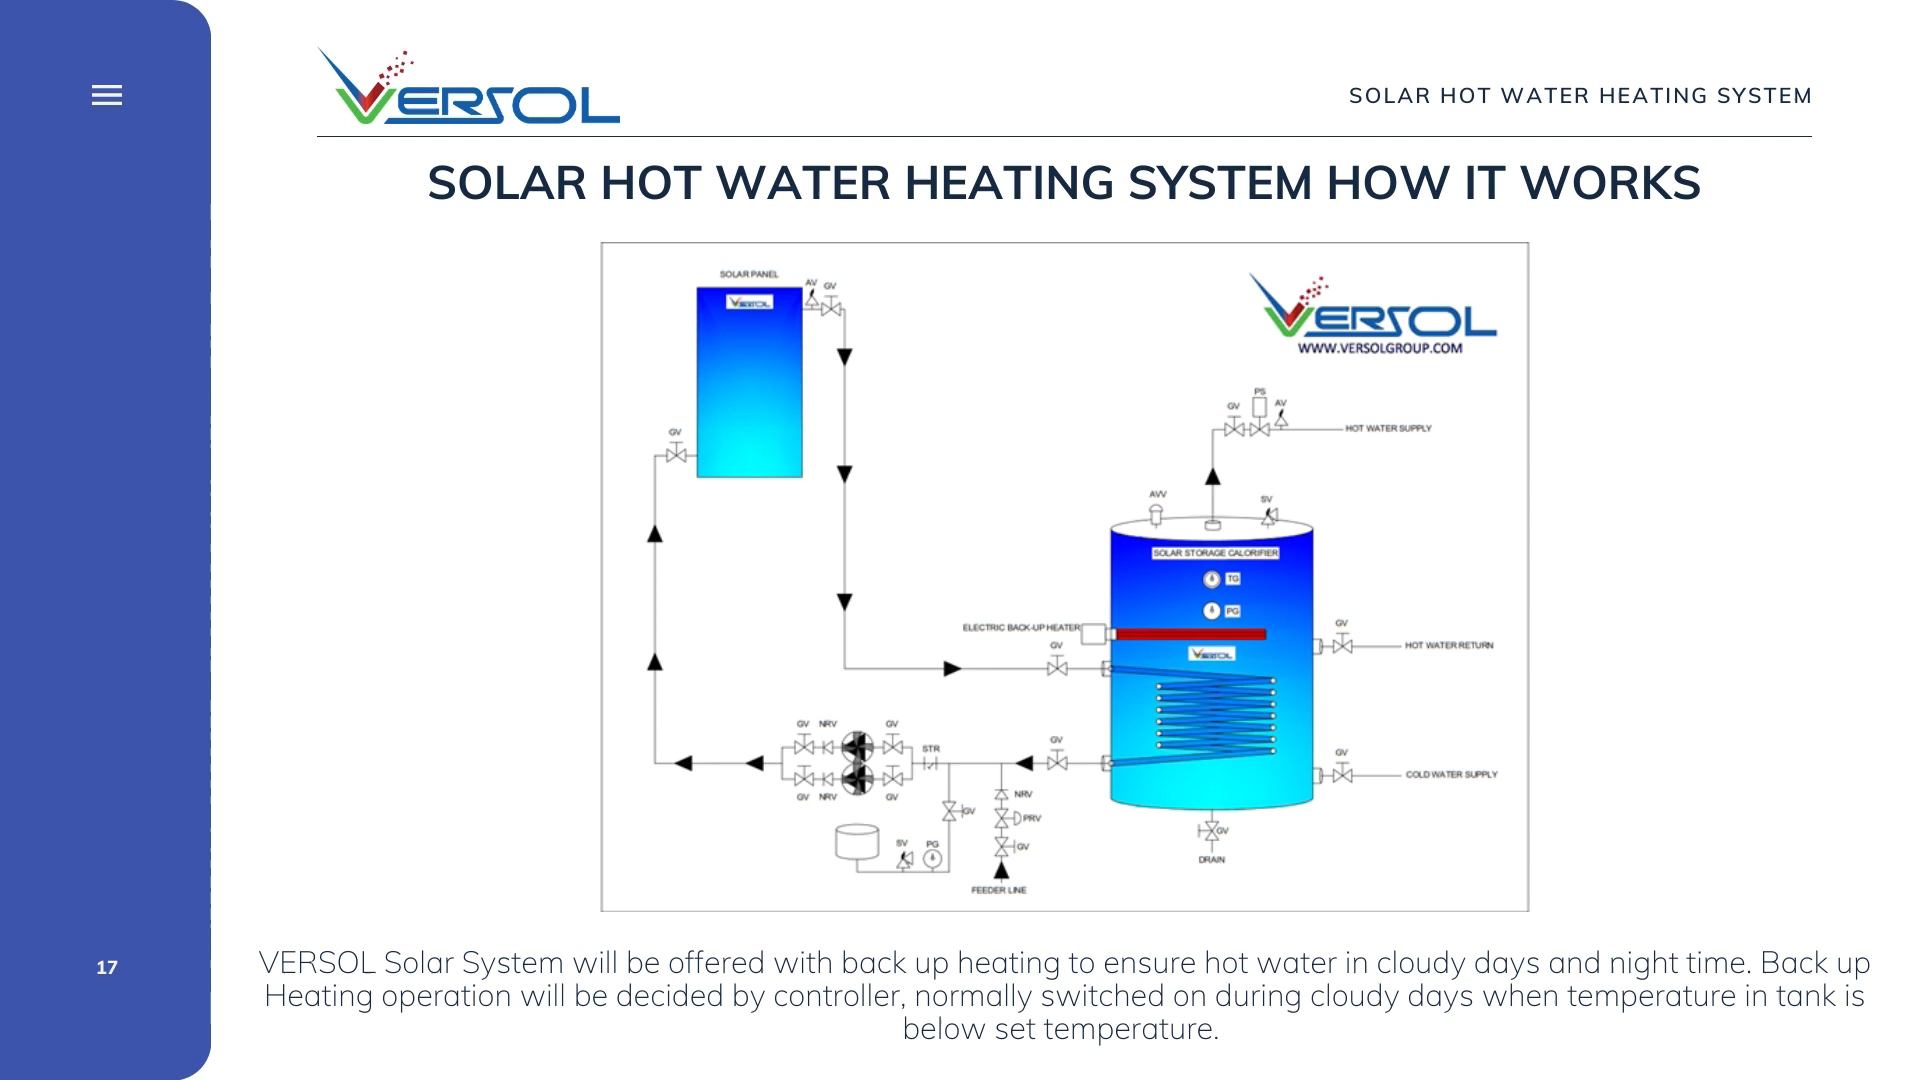 VERSOL
SOLAR HOT WATER HEATING SYSTEM
SOLAR HOT WATER HEATING SYSTEM HOW IT WORKS
SOLAR PANEL
VERSOL
AV
GV
VERSOL
WWW.VERSOLGROUP.COM
GV
PS
GV
AV
HOT WATER SUPPLY
AVV
SV
SOLAR STORAGE CALORIFIER
TG
PG
ELECTRIC BACK-UP HEATER
GV
VERSOL
GV
HOT WATER RETURN
GV NRV
GV
STR
GV
GV NRV
GV
GV
COLD WATER SUPPLY
NRV
GV
PRV
GV
SV
PG
FEEDER LINE
GV
DRAIN
17
VERSOL Solar System will be offered with back up heating to ensure hot water in cloudy days and night time. Back up
Heating operation will be decided by controller, normally switched on during cloudy days when temperature in tank is
below set temperature.